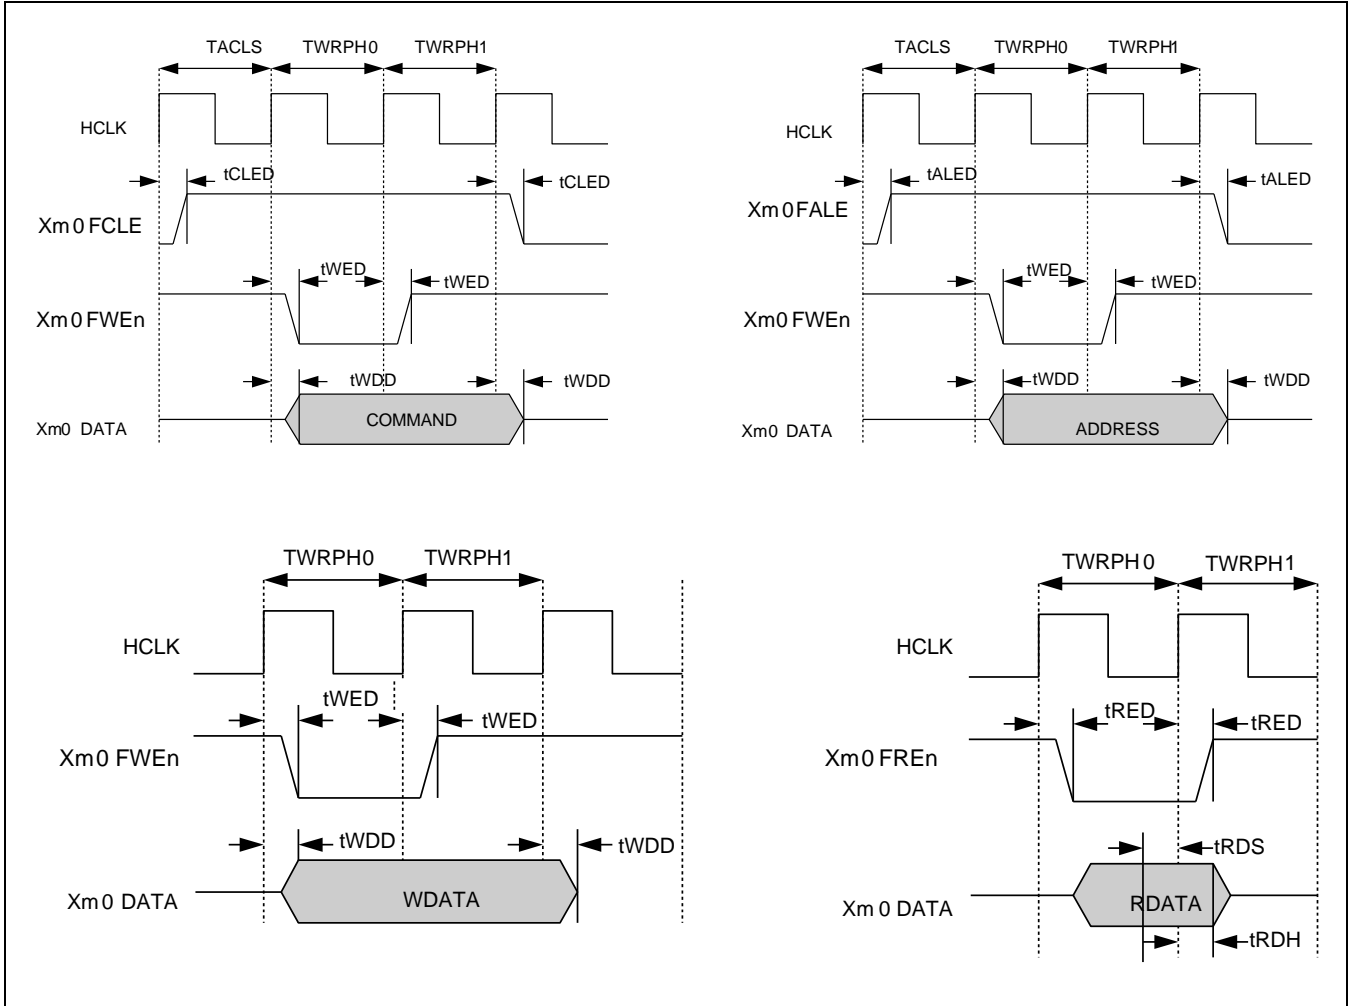 TACLS TWRPH0 TWRPH1
HCLK
tCLED tCLED
Xm0FCLE
tWED tWED
Xm0FWEn
tWDD tWDD
Xm0 DATA COMMAND
TACLS TWRPH0 TWRPH1
HCLK
tALED tALED
Xm0FALE
tWED tWED
Xm0FWEn
tWDD tWDD
Xm0 DATA ADDRESS
TWRPH0 TWRPH1
HCLK
tWED tWED
Xm0 FWEn
tWDD tWDD
Xm0 DATA WDATA
TWRPH0 TWRPH1
HCLK
tRED tRED
Xm0 FREn
tRDS
Xm0 DATA RDATA
tRDH